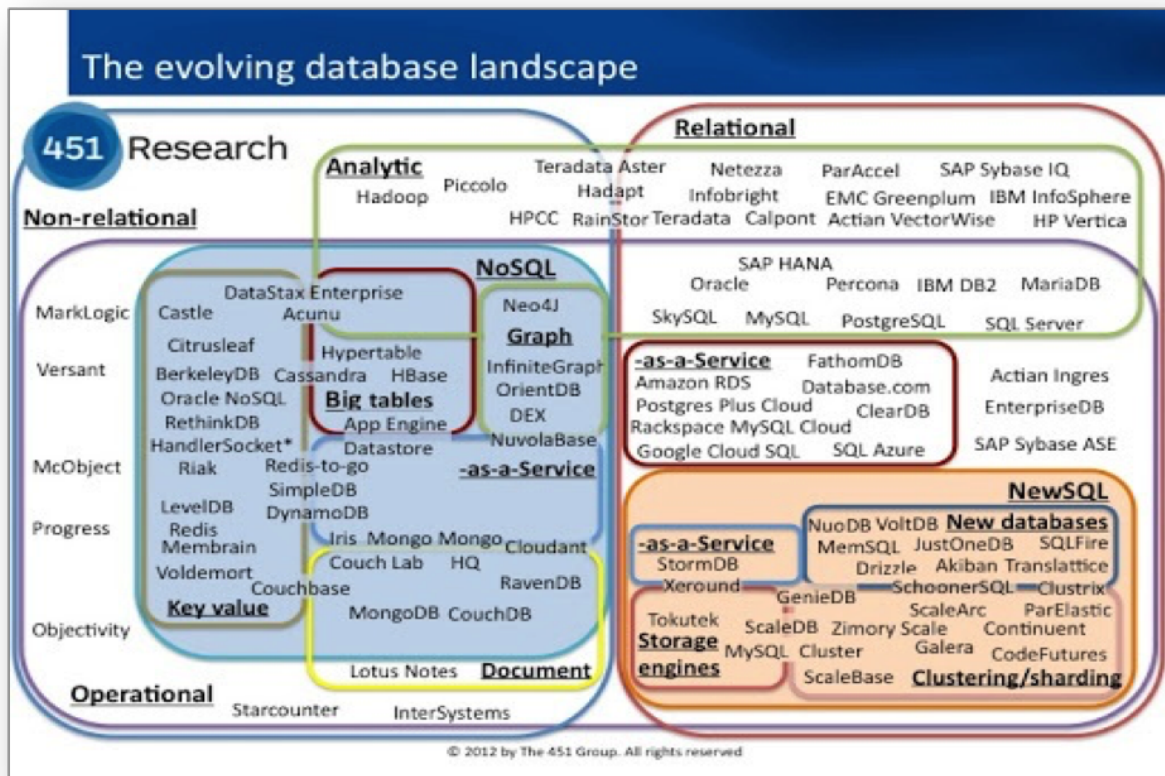 The evolving database landscape
451 Research
Relational
Analytic
Teradata Aster
Netezza
ParAccel
SAP Sybase IQ
Hadoop
Piccolo
Hadapt
Infobright
EMC Greenplum
IBM InfoSphere
HPCC
RainStor
Teradata
Calpont
Actian VectorWise
HP Vertica
Non-relational
NoSQL
SAP HANA
Oracle
Percona
IBM DB2
MariaDB
SkySQL
MySQL
PostgreSQL
SQL Server
MarkLogic
Versant
McObject
Progress
Objectivity
DataStax Enterprise
Acunu
Castle
Citrusleaf
BerkeleyDB
Oracle NoSQL
RethinkDB
HandlerSocket*
Riak
Redis-to-go
SimpleDB
DynamoDB
LevelDB
Redis
Membrain
Voldemort
Couchbase
Key value
Hypertable
Cassandra
HBase
Big tables
App Engine
Datastore
Neo4J
Graph
InfiniteGraph
OrientDB
DEX
NuvolaBase
-as-a-Service
Iris Couch
Mongo Lab
Mongo HQ
Cloudant
RavenDB
MongoDB
CouchDB
Lotus Notes
Document
Operational
Starcounter
InterSystems
-as-a-Service
FathomDB
Amazon RDS
Database.com
Postgres Plus Cloud
ClearDB
Rackspace MySQL Cloud
Google Cloud SQL
SQL Azure
Actian Ingres
EnterpriseDB
SAP Sybase ASE
NewSQL
NuoDB
VoltDB
New databases
MemSQL
JustOneDB
SQLFire
Drizzle
Akiban
Translattice
SchoonerSQL
Clustrix
-as-a-Service
StormDB
Xeround
GenieDB
ScaleArc
ParElastic
Tokutek
ScaleDB
Zimory Scale
Continuent
Storage
engines
MySQL Cluster
Galera
CodeFutures
ScaleBase
Clustering/sharding
© 2012 by The 451 Group. All rights reserved